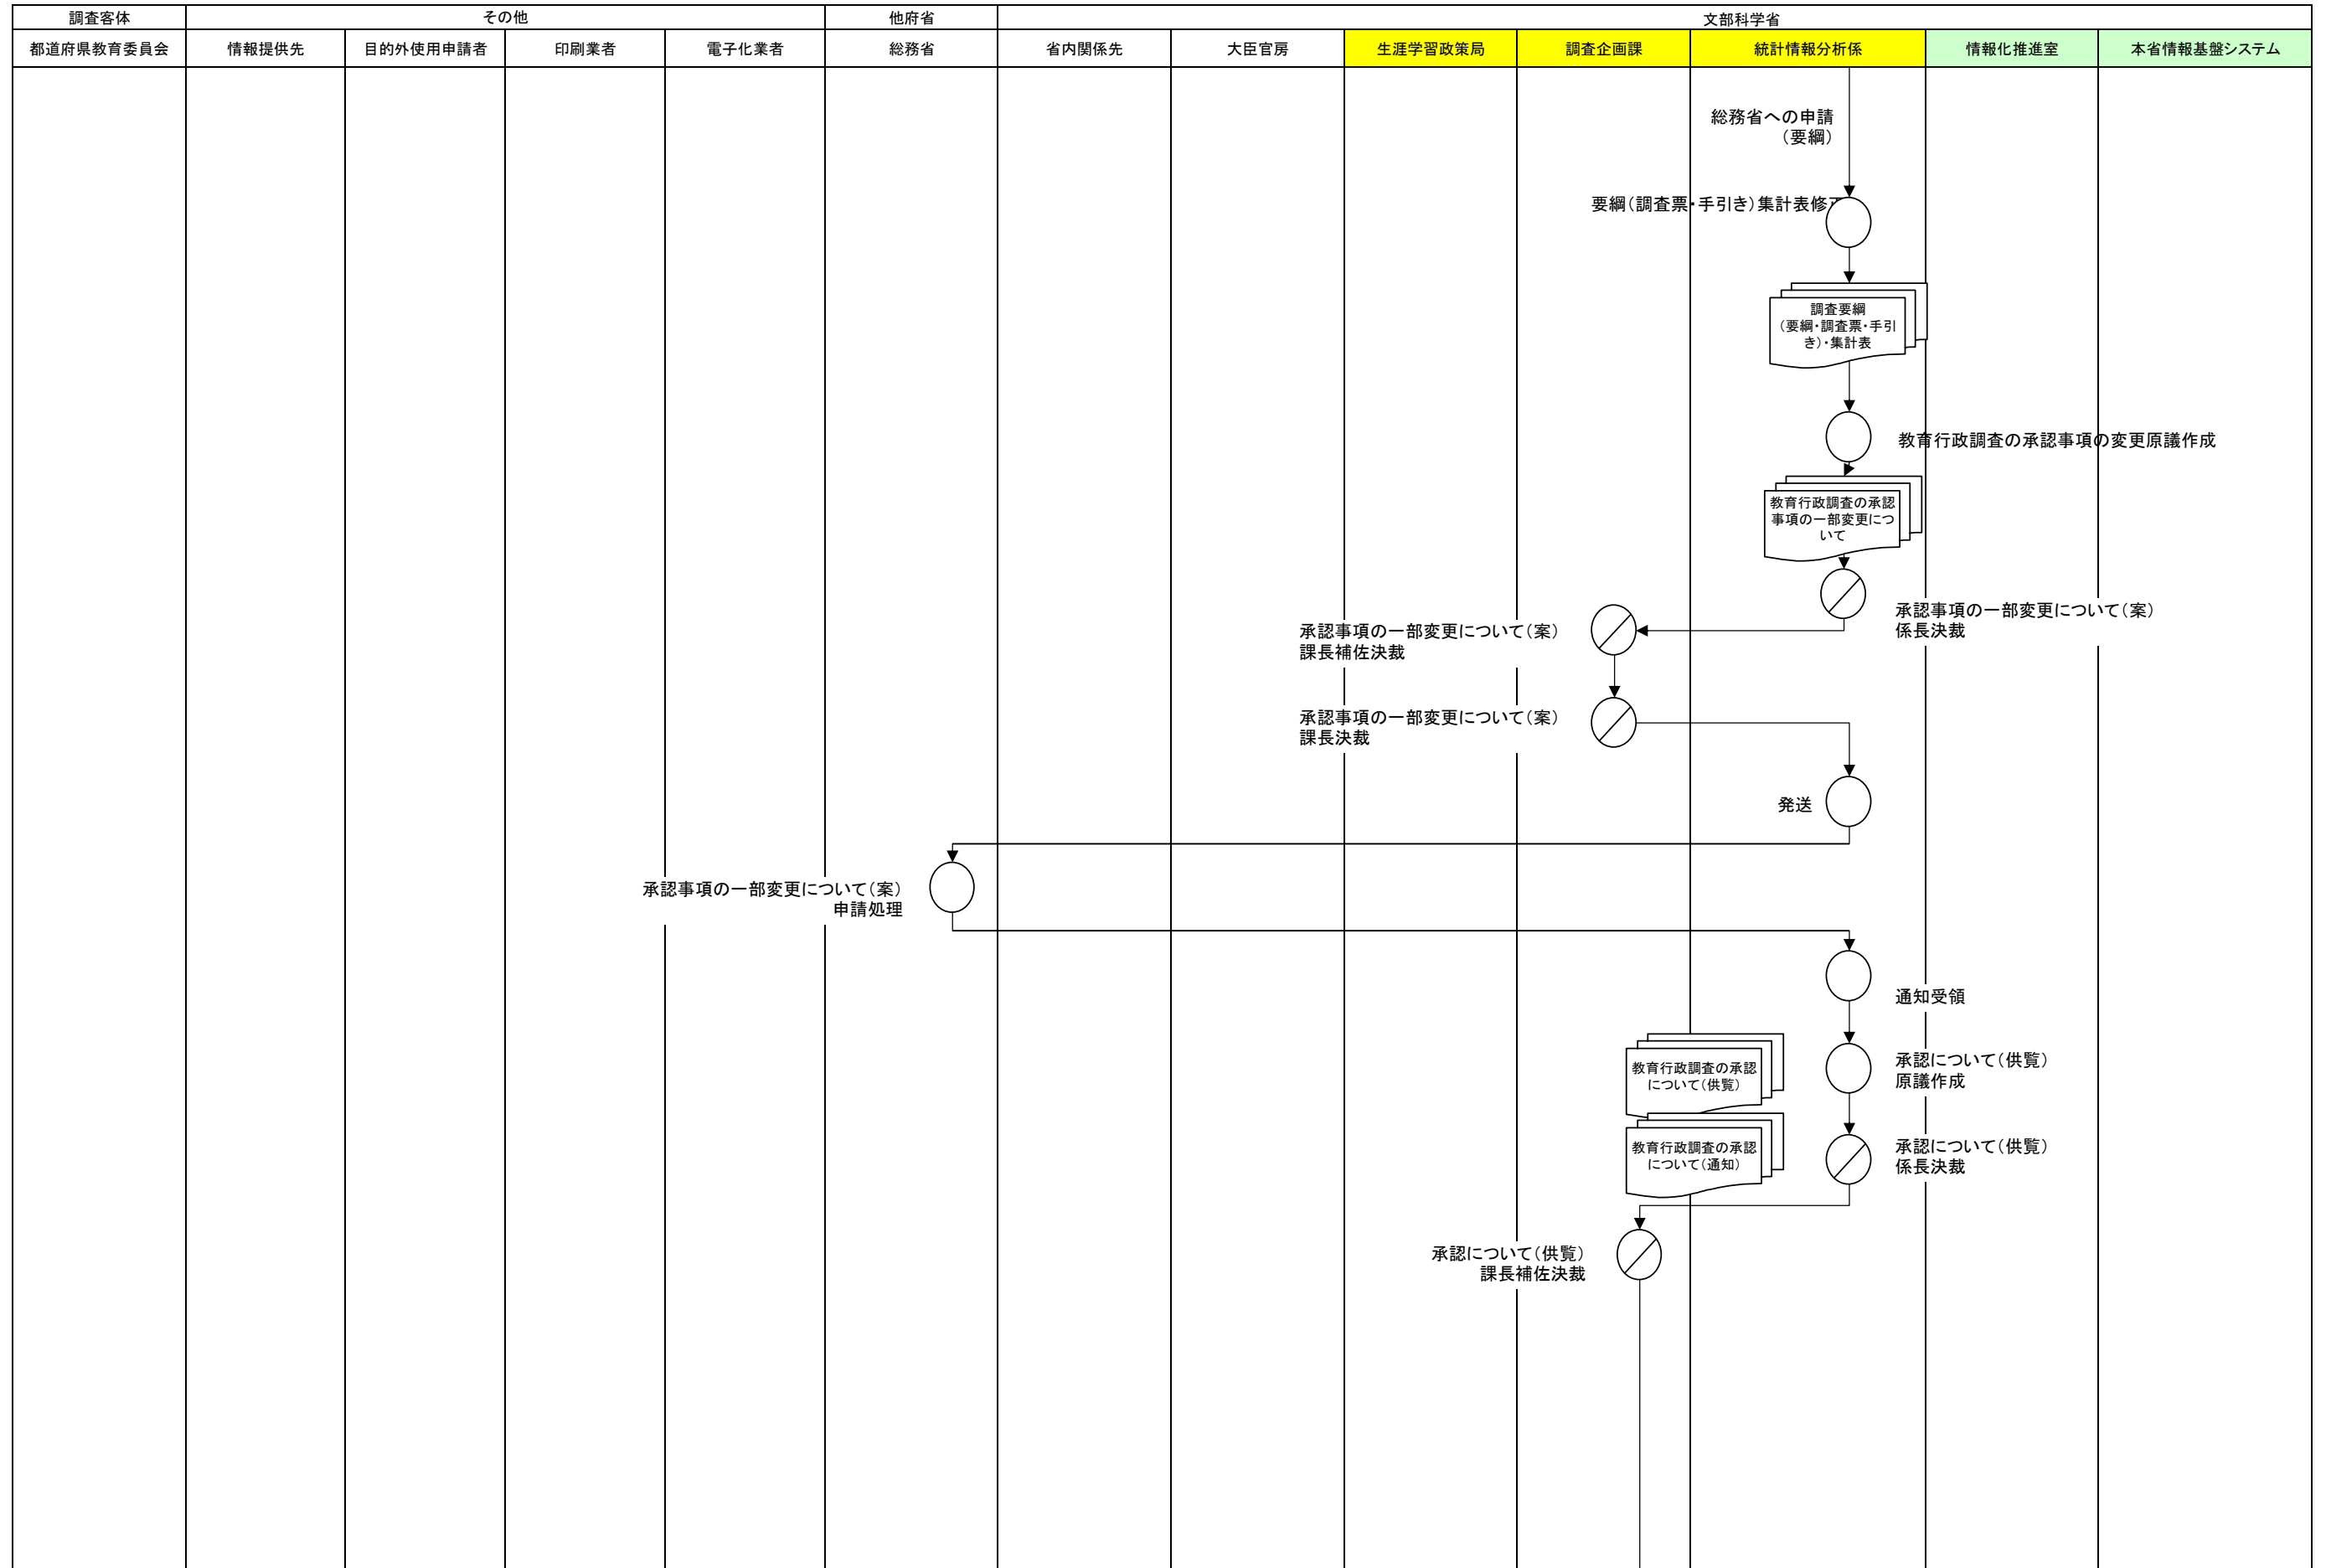 調査客体
その他
他府省
文部科学省
都道府県教育委員会
情報提供先
目的外使用申請者
印刷業者
電子化業者
総務省
省内関係先
大臣官房
生涯学習政策局
調査企画課
統計情報分析係
情報化推進室
本省情報基盤システム
総務省への申請
（要綱）
要綱（調査票・手引き）集計表修
調査要綱
（要綱・調査票・手引
き）・集計表
教育行政調査の承認事項の変更原議作成
教育行政調査の承認
事項の一部変更につ
いて
承認事項の一部変更について（案）
係長決裁
承認事項の一部変更について（案）
課長補佐決裁
承認事項の一部変更について（案）
課長決裁
発送
承認事項の一部変更について（案）
申請処理
通知受領
教育行政調査の承認
について（供覧）
承認について（供覧）
原議作成
教育行政調査の承認
について（通知）
承認について（供覧）
係長決裁
承認について（供覧）
課長補佐決裁